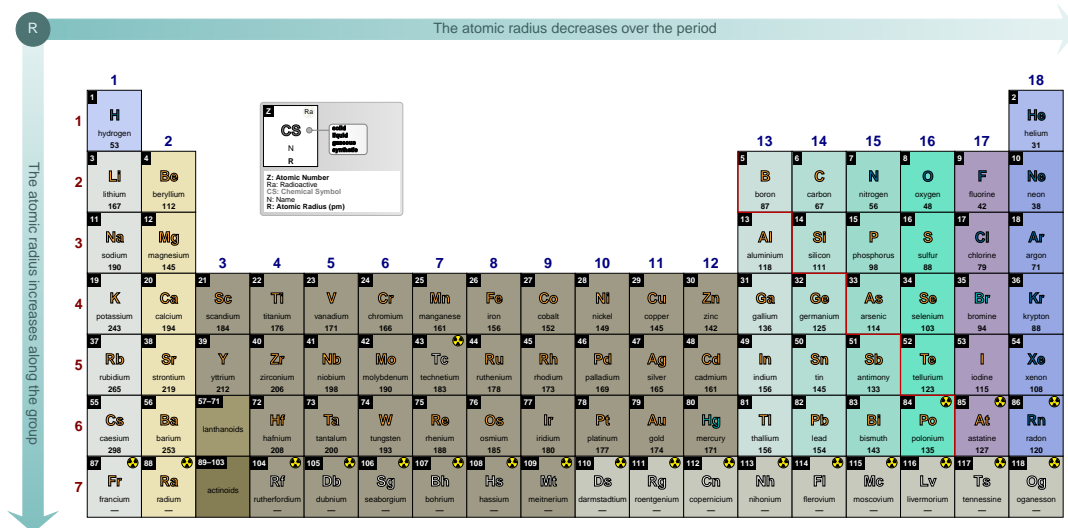 R
The atomic radius decreases over the period
The atomic radius increases along the group
1 18
Z Ra
CS
N
R
solid
liquid
gaseous
synthetic
Z: Atomic Number
Ra: Radioactive
CS: Chemical Symbol
N: Name
R: Atomic Radius (pm)
1
1 2
H He
hydrogen helium
53 31
2 13 14 15 16 17
2
3 4 5 6 7 8 9 10
Li Be B C N O F Ne
lithium beryllium boron carbon nitrogen oxygen fluorine neon
167 112 87 67 56 48 42 38
3
11 12 13 14 15 16 17 18
Na Mg Al Si P S Cl Ar
sodium magnesium aluminium silicon phosphorus sulfur chlorine argon
190 145 118 111 98 88 79 71
3 4 5 6 7 8 9 10 11 12
4
19 20 21 22 23 24 25 26 27 28 29 30 31 32 33 34 35 36
K Ca Sc Ti V Cr Mn Fe Co Ni Cu Zn Ga Ge As Se Br Kr
potassium calcium scandium titanium vanadium chromium manganese iron cobalt nickel copper zinc gallium germanium arsenic selenium bromine krypton
243 194 184 176 171 166 161 156 152 149 145 142 136 125 114 103 94 88
5
37 38 39 40 41 42 43 44 45 46 47 48 49 50 51 52 53 54
Rb Sr Y Zr Nb Mo Tc Ru Rh Pd Ag Cd In Sn Sb Te I Xe
rubidium strontium yttrium zirconium niobium molybdenum technetium ruthenium rhodium palladium silver cadmium indium tin antimony tellurium iodine xenon
265 219 212 206 198 190 183 178 173 169 165 161 156 145 133 123 115 108
6
55 56 57–71 72 73 74 75 76 77 78 79 80 81 82 83 84 85 86
Cs Ba Hf Ta W Re Os Ir Pt Au Hg Tl Pb Bi Po At Rn
caesium barium lanthanoids hafnium tantalum tungsten rhenium osmium iridium platinum gold mercury thallium lead bismuth polonium astatine radon
298 253 208 200 193 188 185 180 177 174 171 156 154 143 135 127 120
7
87 88 89–103 104 105 106 107 108 109 110 111 112 113 114 115 116 117 118
Fr Ra Rf Db Sg Bh Hs Mt Ds Rg Cn Nh Fl Mc Lv Ts Og
francium radium actinoids rutherfordium dubnium seaborgium bohrium hassium meitnerium darmstadtium roentgenium copernicium nihonium flerovium moscovium livermorium tennessine oganesson
— — — — — — — — — — — — — — — — —